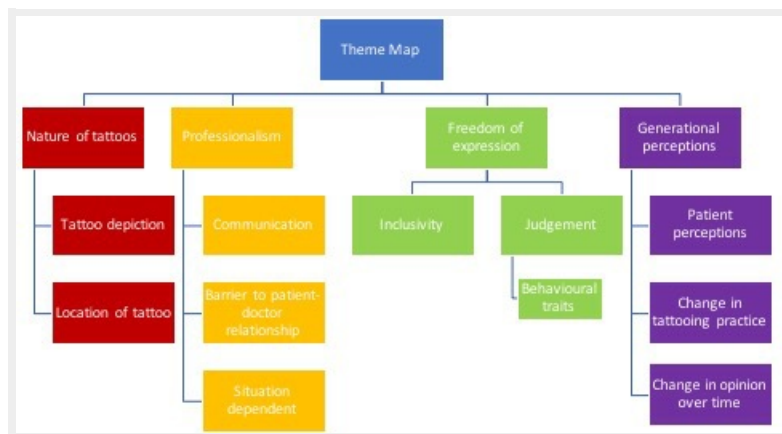 Theme Map
Nature of tattoos
Professionalism
Freedom of
expression
Generational
perceptions
Tattoo depiction
Communication
Inclusivity
Judgement
Patient
perceptions
Location of tattoo
Barrier to patient-
doctor
relationship
Behavioural
traits
Change in
tattooing practice
Situation
dependent
Change in opinion
over time